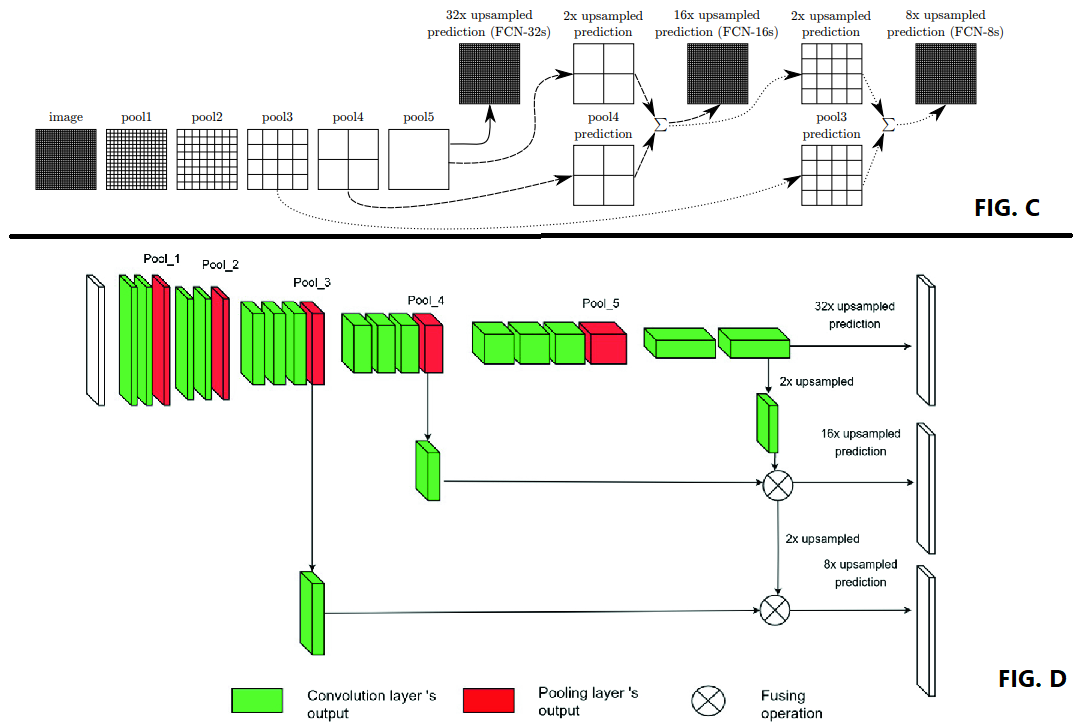 32x upsampled
prediction (FCN-32s)
2x upsampled
prediction
16x upsampled
prediction (FCN-16s)
2x upsampled
prediction
8x upsampled
prediction (FCN-8s)
image
pool1
pool2
pool3
pool4
pool5
pool4
prediction
Σ
pool3
prediction
Σ
FIG. C
Pool_1
Pool_2
Pool_3
Pool_4
Pool_5
32x upsampled
prediction
2x upsampled
16x upsampled
prediction
2x upsampled
8x upsampled
prediction
FIG. D
Convolution layer 's
output
Pooling layer 's
output
Fusing
operation